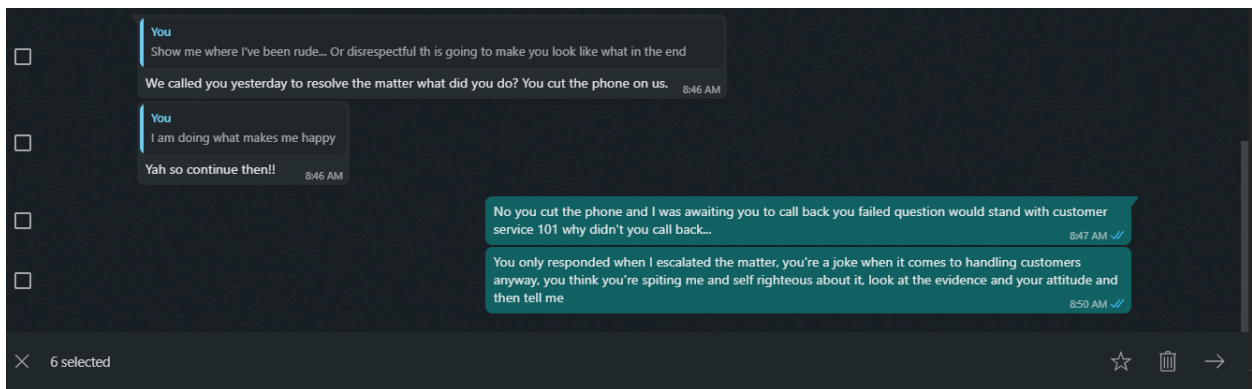 You
Show me where I've been rude... Or disrespectful th is going to make you look like what in the end
We called you yesterday to resolve the matter what did you do? You cut the phone on us.
8:46 AM
You
I am doing what makes me happy
Yah so continue then!!
8:46 AM
No you cut the phone and I was awaiting you to call back you failed question would stand with customer
service 101 why didn't you call back...
8:47 AM
You only responded when I escalated the matter, you're a joke when it comes to handling customers
anyway, you think you're spiting me and self righteous about it, look at the evidence and your attitude and
then tell me
8:50 AM
6 selected